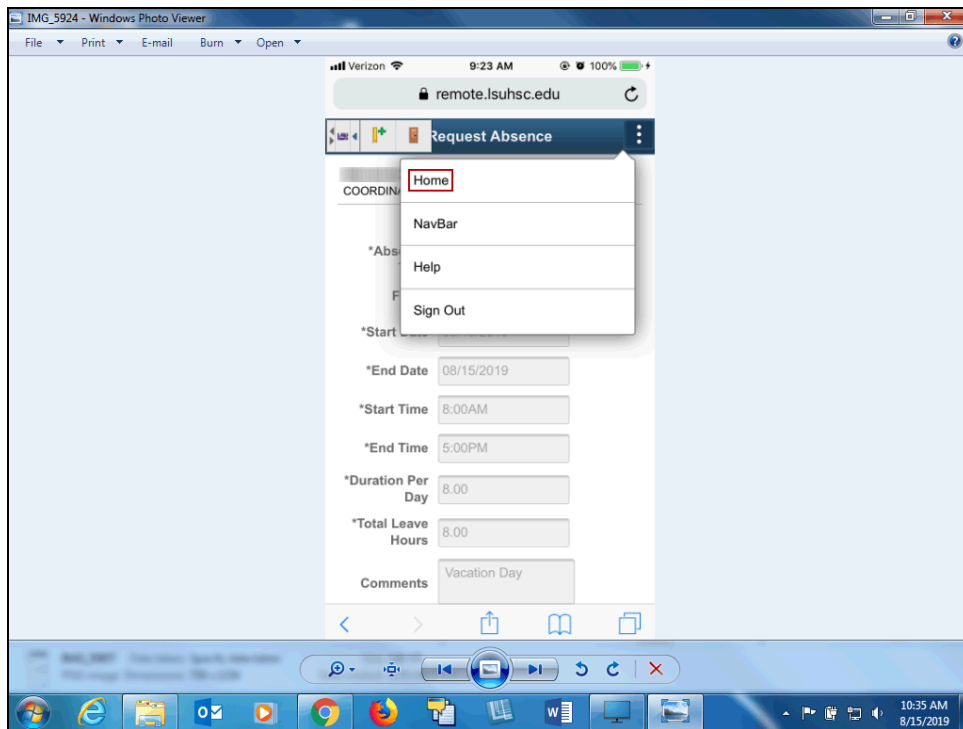 IMG_5924 - Windows Photo Viewer
File Print E-mail Burn Open
Verizon 9:23 AM 100%
remote.lsuhsc.edu
Request Absence
Home
COORDIN
NavBar
*Abs
Help
F
Sign Out
*Start
*End Date 08/15/2019
*Start Time 8:00AM
*End Time 5:00PM
*Duration Per
Day 8.00
*Total Leave
Hours 8.00
Comments Vacation Day
10:35 AM
8/15/2019